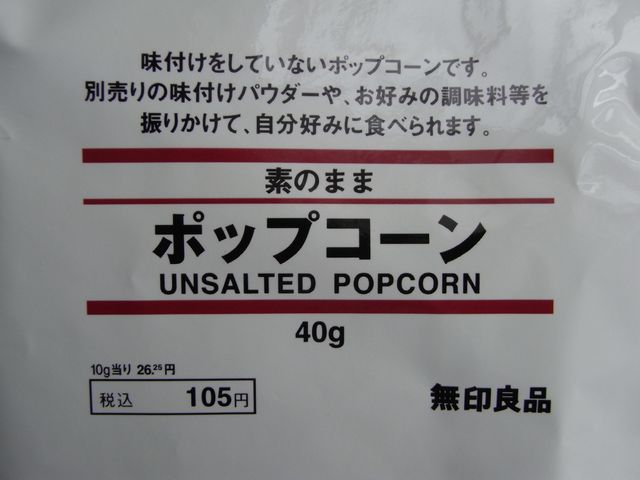 味付けをしていないポップコーンです。
別売りの味付けパウダーや、お好みの調味料等を
振りかけて、自分好みに食べられます。
素のまま
ポップコーン
UNSALTED POPCORN
40g
10g当り 26.25円
税込 105円
無印良品